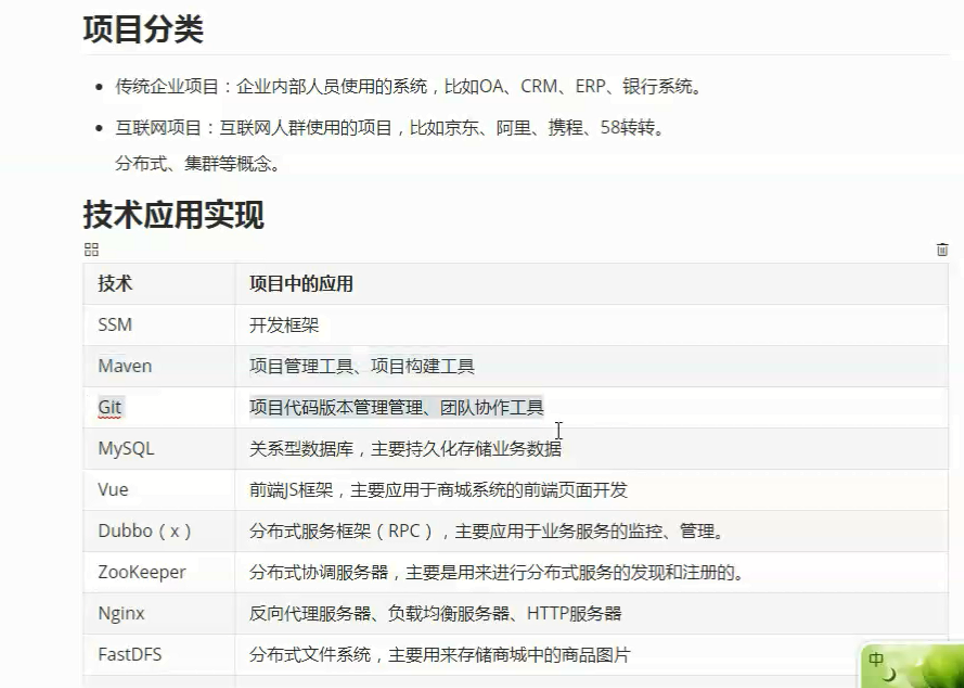 项目分类
传统企业项目：企业内部人员使用的系统，比如OA、CRM、ERP、银行系统。
互联网项目：互联网人群使用的项目，比如京东、阿里、携程、58转转。
分布式、集群等概念。
技术应用实现
技术 项目中的应用
SSM 开发框架
Maven 项目管理工具、项目构建工具
Git 项目代码版本管理管理、团队协作工具
MySQL 关系型数据库，主要持久化存储业务数据
Vue 前端JS框架，主要应用于商城系统的前端页面开发
Dubbo（x） 分布式服务框架（RPC），主要应用于业务服务的监控、管理。
ZooKeeper 分布式协调服务器，主要是用来进行分布式服务的发现和注册的。
Nginx 反向代理服务器、负载均衡服务器、HTTP服务器
FastDFS 分布式文件系统，主要用来存储商城中的商品图片
中